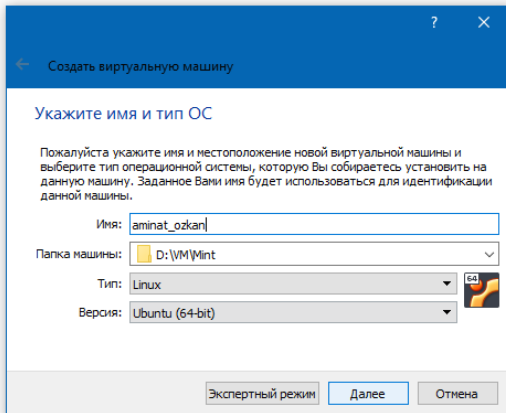 ?
Создать виртуальную машину
Укажите имя и тип ОС
Пожалуйста укажите имя и местоположение новой виртуальной машины и
выберите тип операционной системы, которую Вы собираетесь установить на
данную машину. Заданное Вами имя будет использоваться для идентификации
данной машины.
Имя: aminat_ozkan
Папка машины: D:\VM\Mint
Тип: Linux
64
Версия: Ubuntu (64-bit)
Экспертный режим Далее Отмена